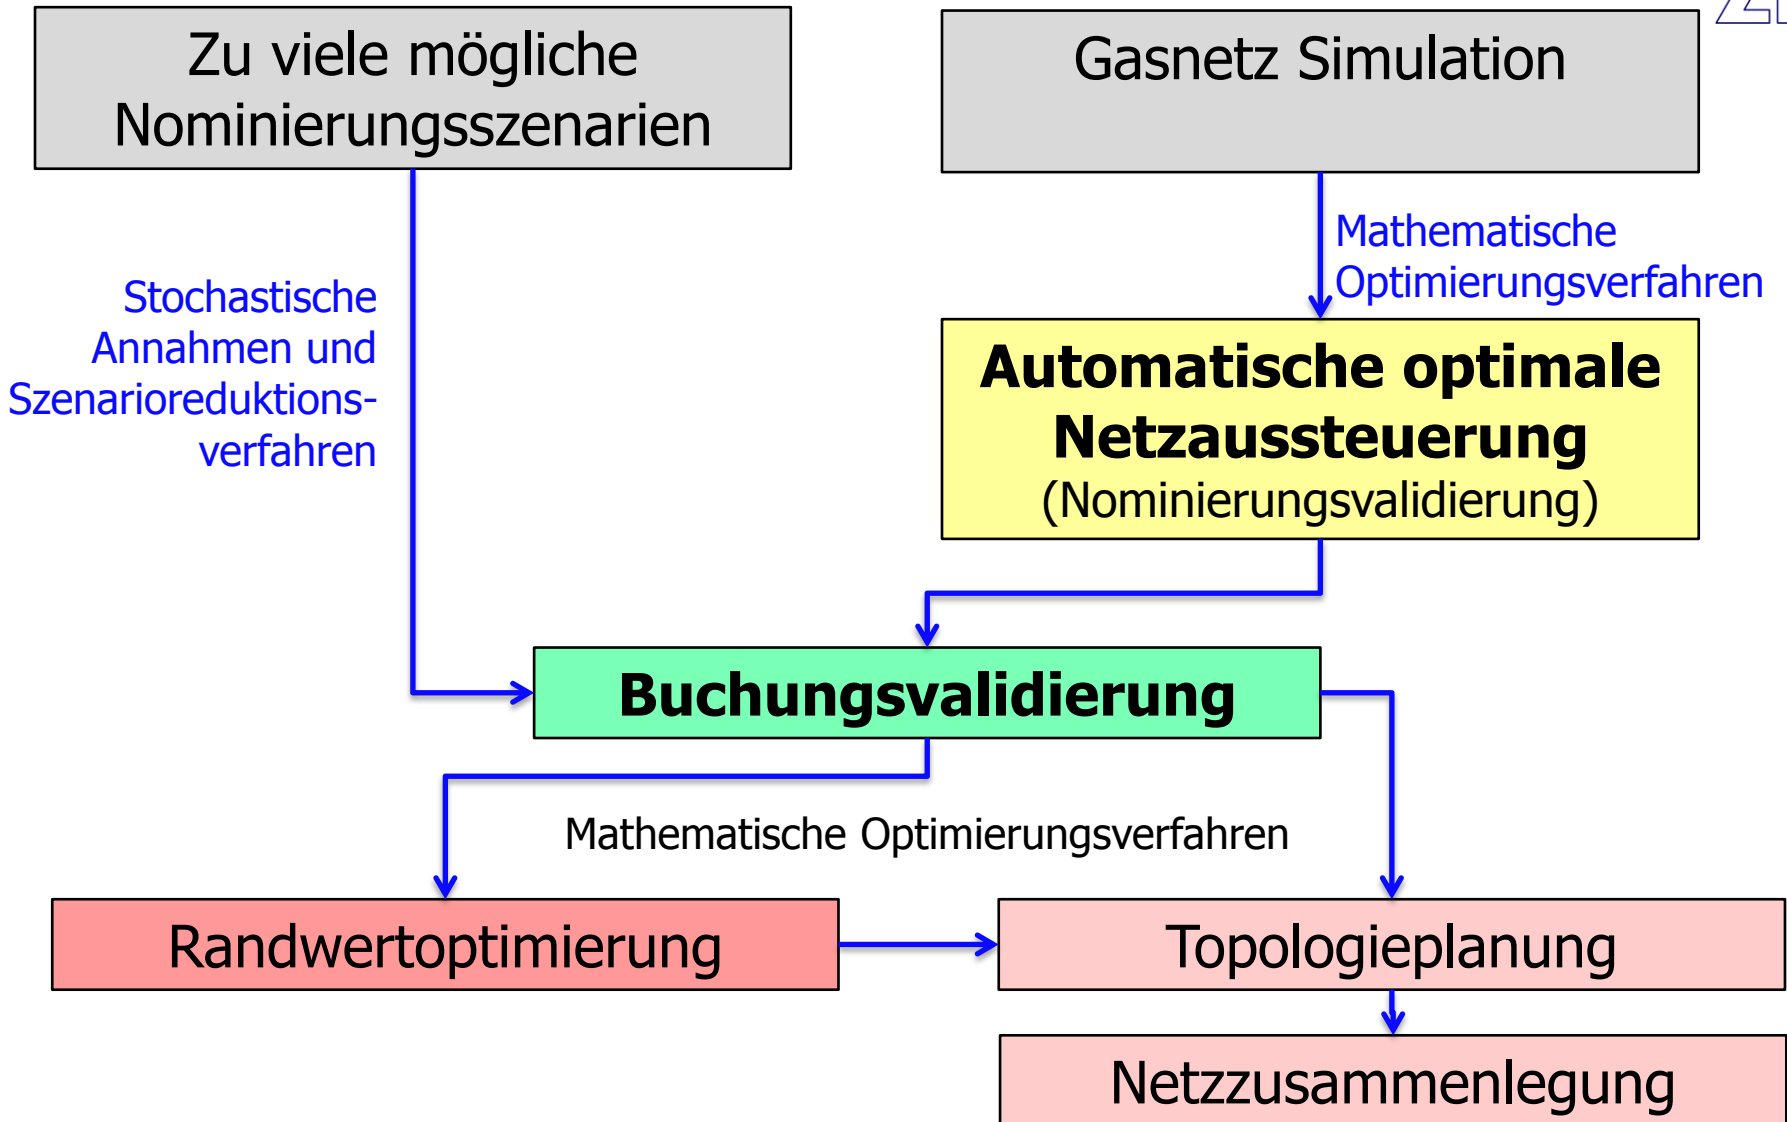 Zu viele mögliche
Nominierungsszenarien
Gasnetz Simulation
Mathematische
Optimierungsverfahren
Stochastische
Annahmen und
Szenarioreduktions-
verfahren
Automatische optimale
Netzaussteuerung
(Nominierungsvalidierung)
Buchungsvalidierung
Mathematische Optimierungsverfahren
Randwertoptimierung
Topologieplanung
Netzzusammenlegung